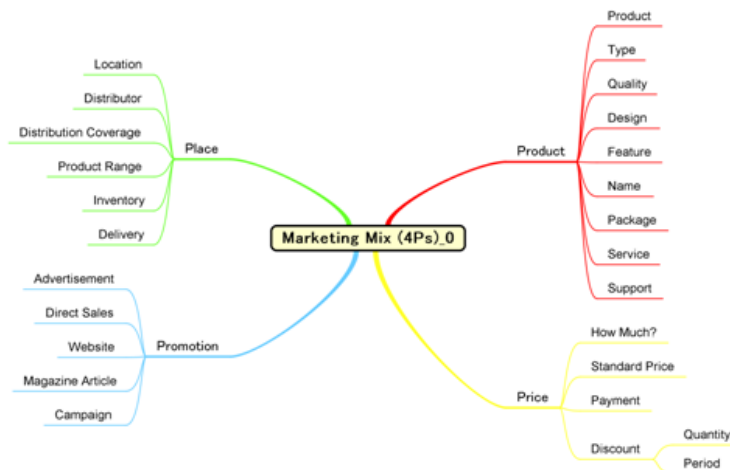 Marketing Mix (4Ps)_0
Product
Product
Type
Quality
Design
Feature
Name
Package
Service
Support
Price
How Much?
Standard Price
Payment
Discount
Quantity
Period
Promotion
Advertisement
Direct Sales
Website
Magazine Article
Campaign
Place
Location
Distributor
Distribution Coverage
Product Range
Inventory
Delivery